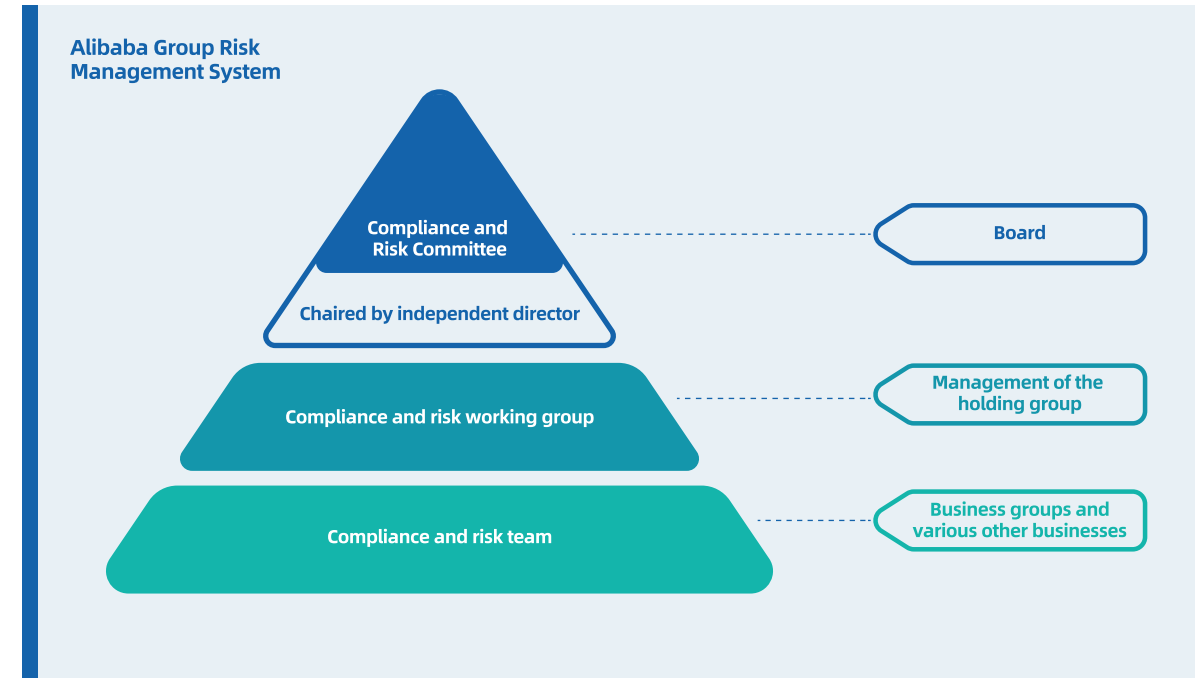 Alibaba Group Risk
Management System
Compliance and
Risk Committee
Board
Chaired by independent director
Compliance and risk working group
Management of the
holding group
Compliance and risk team
Business groups and
various other businesses